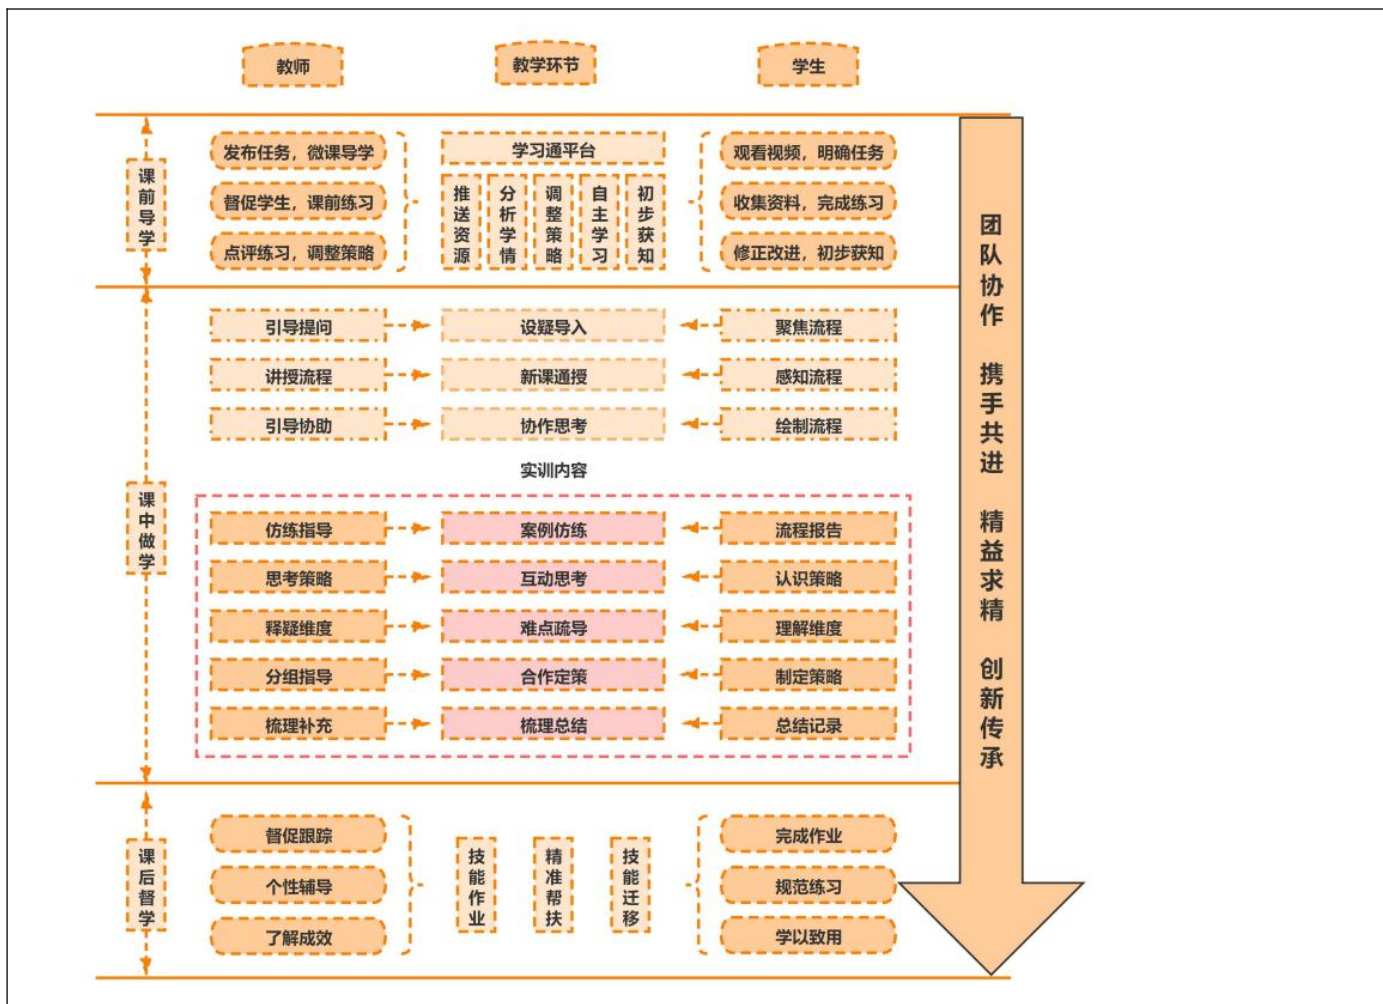 教师
教学环节
学生
课前导学
发布任务，微课导学
督促学生，课前练习
点评练习，调整策略
学习通平台
推送资源
分析学情
调整策略
自主学习
初步获知
观看视频，明确任务
收集资料，完成练习
修正改进，初步获知
课中做学
引导提问
设疑导入
聚焦流程
讲授流程
新课通授
感知流程
引导协助
协作思考
绘制流程
实训内容
仿练指导
案例仿练
流程报告
思考策略
互动思考
认识策略
释疑维度
难点疏导
理解维度
分组指导
合作定策
制定策略
梳理补充
梳理总结
总结记录
课后督学
督促跟踪
个性辅导
了解成效
技能作业
精准帮扶
技能迁移
完成作业
规范练习
学以致用
团队协作 携手共进 精益求精 创新传承